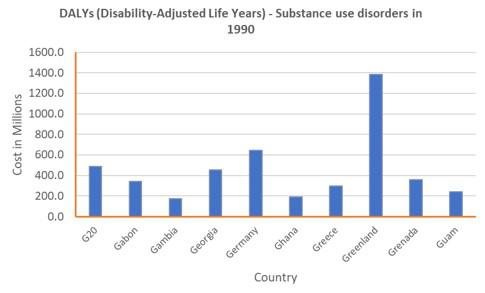 DALYs (Disability-Adjusted Life Years) - Substance use disorders in
1990
1600.0
1400.0
1200.0
1000.0
800.0
600.0
400.0
200.0
0.0
Cost in Millions
G20
Gabon
Gambia
Georgia
Germany
Ghana
Greece
Greenland
Grenada
Guam
Country